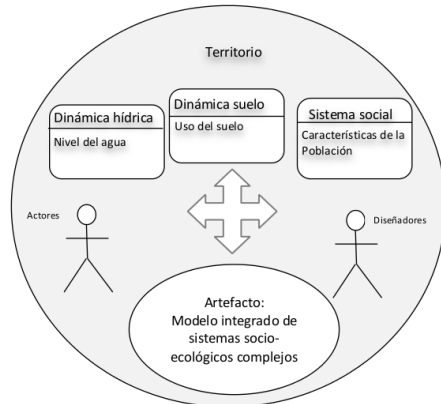 Territorio
Dinámica hídrica
Nivel del agua
Dinámica suelo
Uso del suelo
Sistema social
Características de la
Población
Actores
Diseñadores
Artefacto:
Modelo integrado de
sistemas socio-
ecológicos complejos